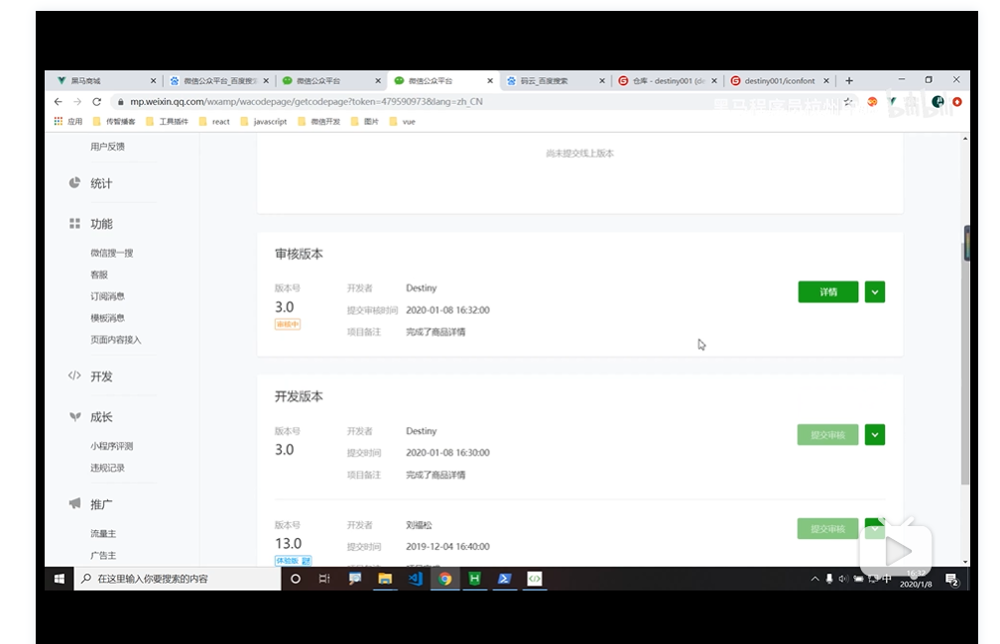 黑马商城
微信公众平台_百度搜索
微信公众平台
微信公众平台
码云_百度搜索
仓库 - destiny001 (de
destiny001/iconfont
mp.weixin.qq.com/wxamp/wacodepage/getcodepage?token=479590973&lang=zh_CN
应用 传智播客 工具插件 react javascript 微信开发 图片 vue
bilibili
用户反馈
尚未提交线上版本
统计
功能
微信搜一搜
客服
订阅消息
模板消息
页面内容接入
开发
成长
小程序评测
违规记录
推广
流量主
广告主
审核版本
版本号 开发者 Destiny
3.0 提交审核时间 2020-01-08 16:32:00
审核中 项目备注 完成了商品详情
详情
开发版本
版本号 开发者 Destiny
3.0 提交时间 2020-01-08 16:30:00
项目备注 完成了商品详情
提交审核
版本号 开发者 刘福松
13.0 提交时间 2019-12-04 16:40:00
体验版
提交审核
在这里输入你要搜索的内容
中
16:32
2020/1/8
2